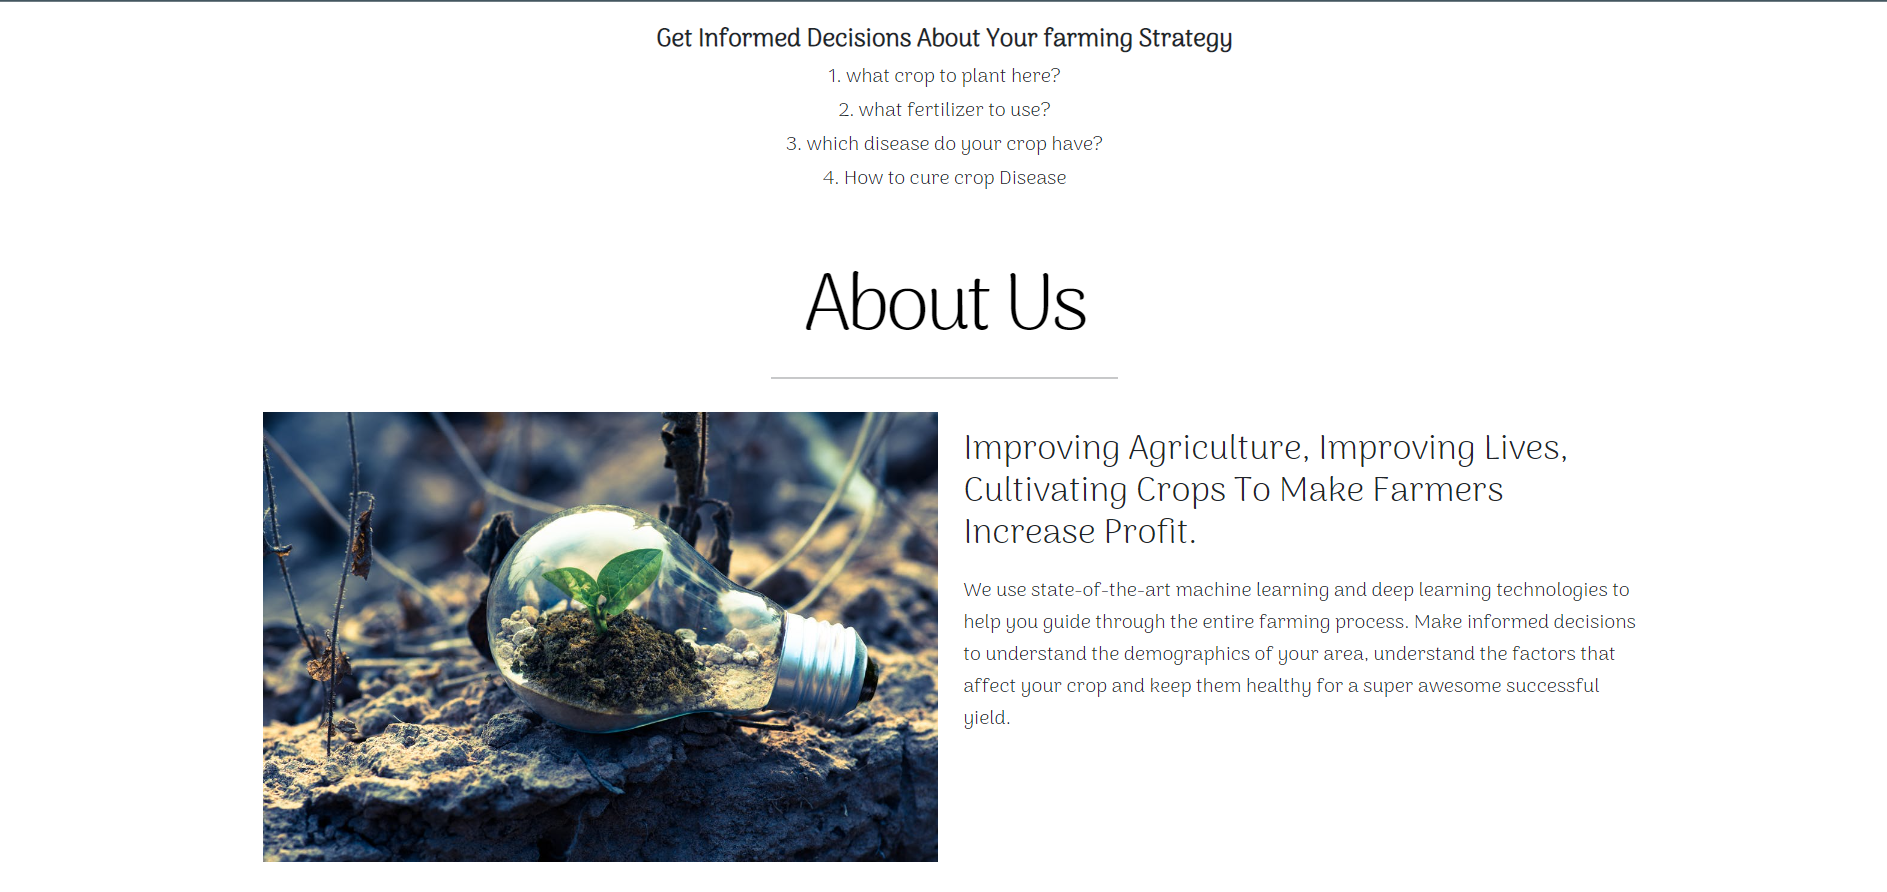 Get Informed Decisions About Your farming Strategy
1. what crop to plant here?
2. what fertilizer to use?
3. which disease do your crop have?
4. How to cure crop Disease
About Us
Improving Agriculture, Improving Lives,
Cultivating Crops To Make Farmers
Increase Profit.
We use state-of-the-art machine learning and deep learning technologies to
help you guide through the entire farming process. Make informed decisions
to understand the demographics of your area, understand the factors that
affect your crop and keep them healthy for a super awesome successful
yield.